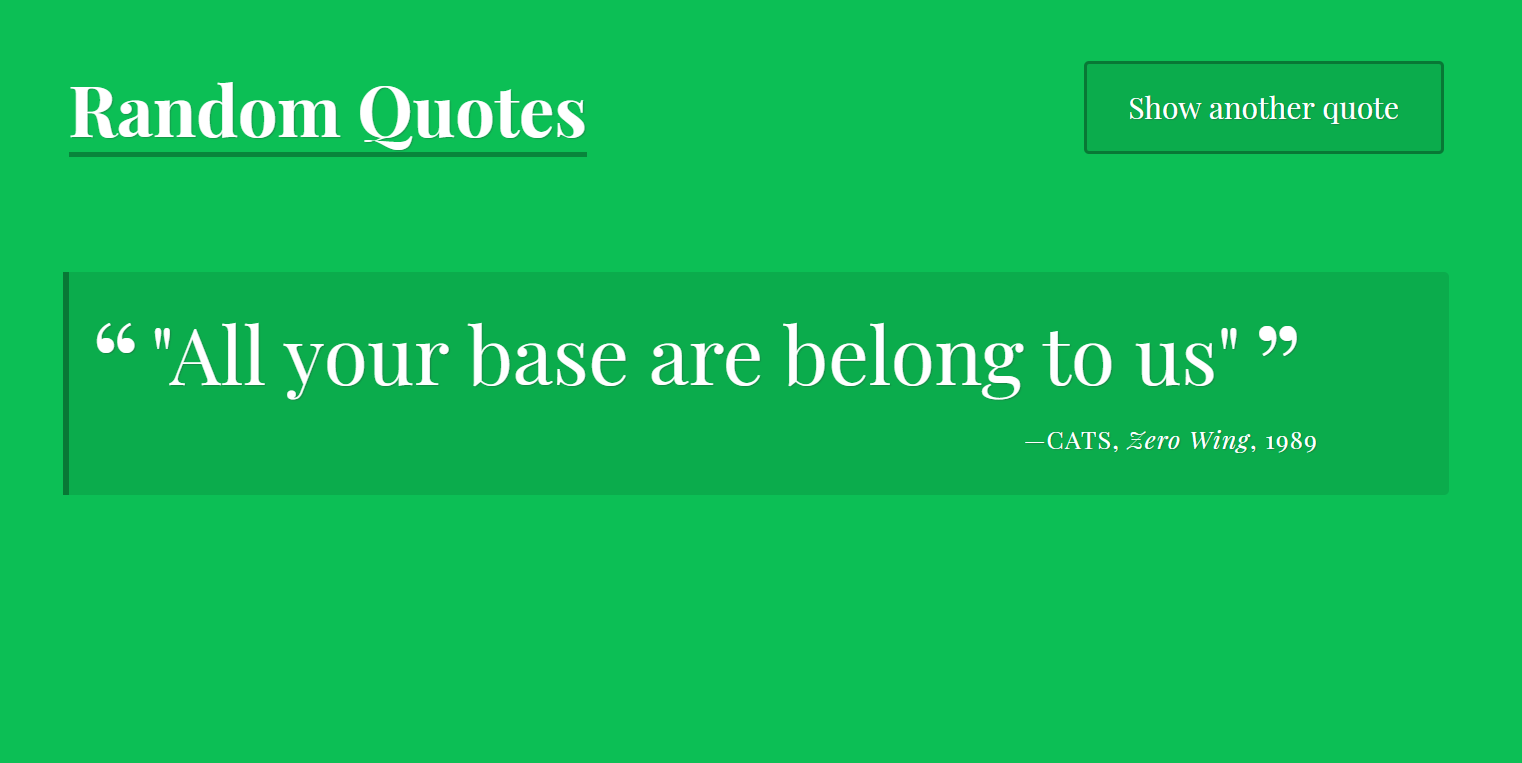 Random Quotes
Show another quote
“ "All your base are belong to us" ”
—CATS, Zero Wing, 1989